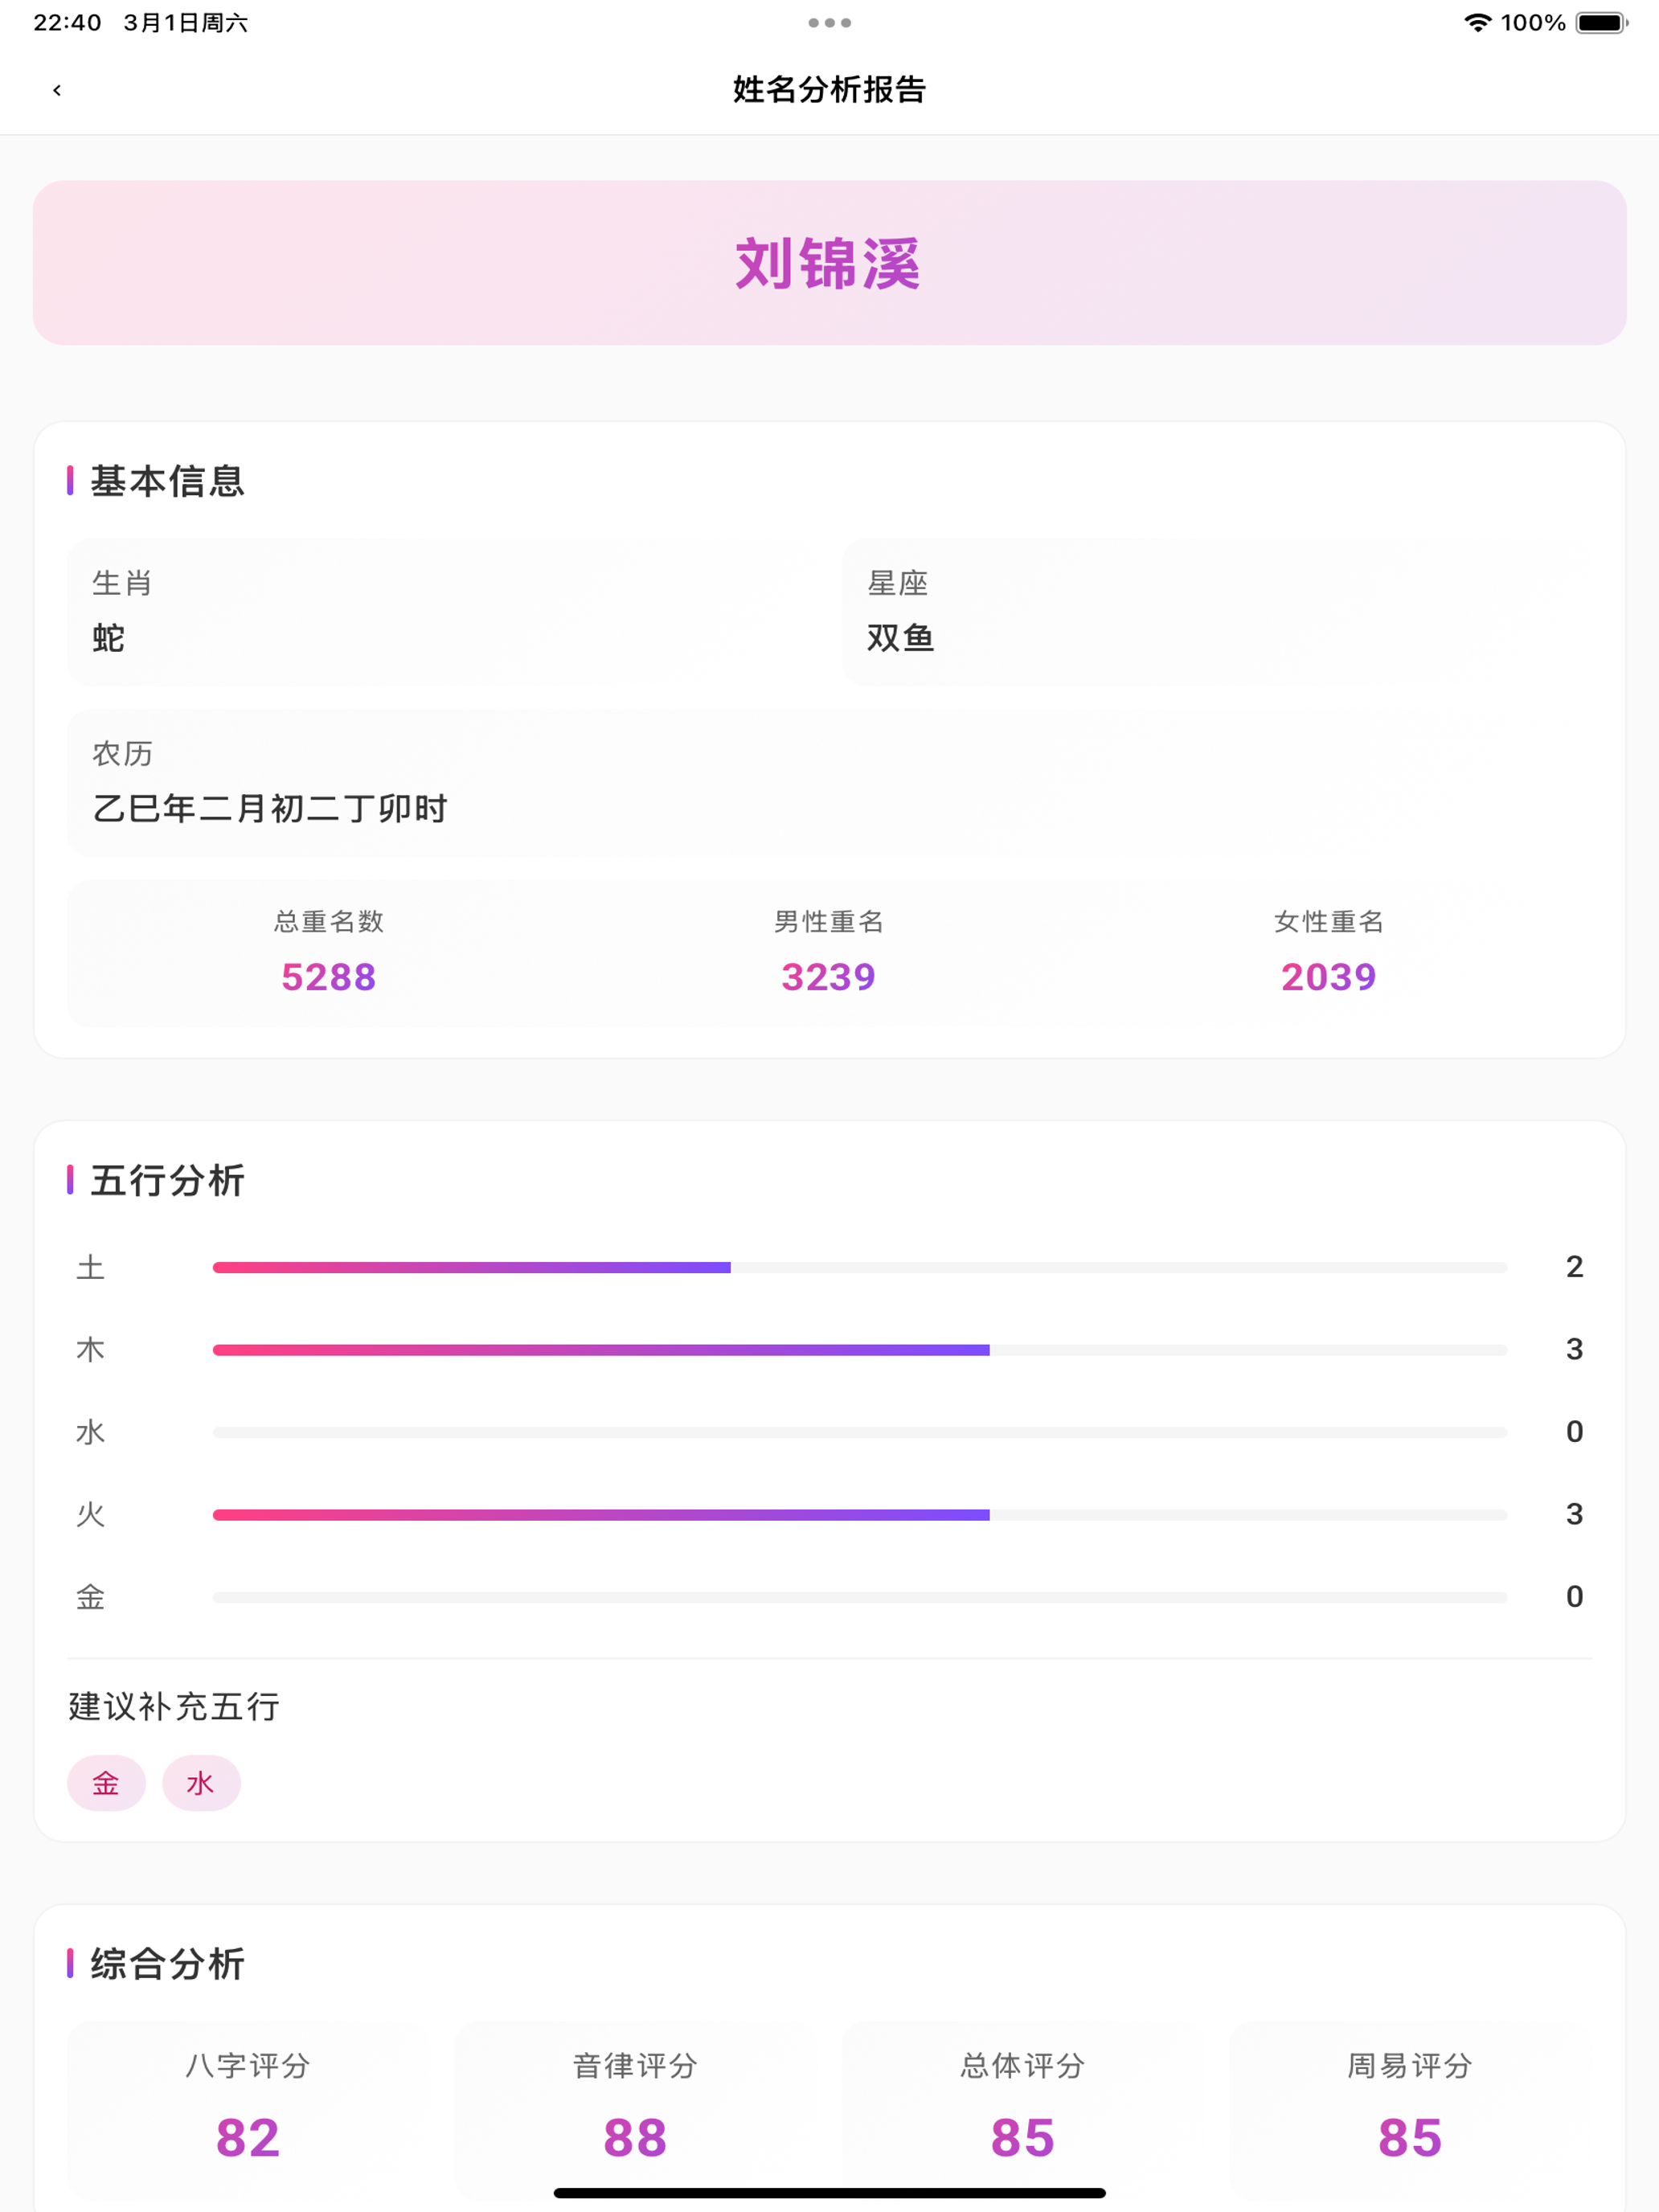 22:40 3月1日周六 100%
姓名分析报告
刘锦溪
基本信息
生肖 星座
蛇 双鱼
农历
乙巳年二月初二丁卯时
总重名数 男性重名 女性重名
5288 3239 2039
五行分析
土 2
木 3
水 0
火 3
金 0
建议补充五行
金 水
综合分析
八字评分 音律评分 总体评分 周易评分
82 88 85 85